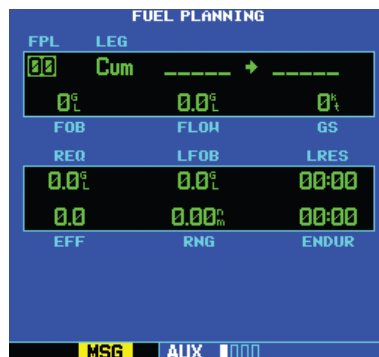 FUEL PLANNING
FPL LEG
00 Cum _____ → _____
0GL 0.0GL 0kt
FOB FLOW GS
REQ LFOB LRES
0.0GL 0.0GL 00:00
0.0 0.00nm 00:00
EFF RNG ENDUR
MSG AUX